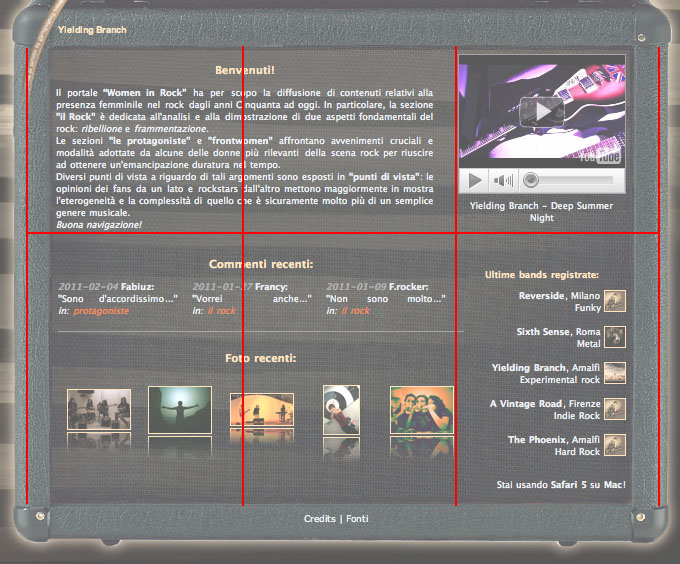 Yielding Branch
Benvenuti!
Il portale "Women in Rock" ha per scopo la diffusione di contenuti relativi alla
presenza femminile nel rock dagli anni Cinquanta ad oggi. In particolare, la sezione
"il Rock" è dedicata all'analisi e alla dimostrazione di due aspetti fondamentali del
rock: ribellione e frammentazione.
Le sezioni "le protagoniste" e "frontwomen" affrontano avvenimenti cruciali e
modalità adottate da alcune delle donne più rilevanti della scena rock per riuscire
ad ottenere un'emancipazione duratura nel tempo.
Diversi punti di vista a riguardo di tali argomenti sono esposti in "punti di vista": le
opinioni dei fans da un lato e rockstars dall'altro mettono maggiormente in mostra
l'eterogeneità e la complessità di quello che è sicuramente molto più di un semplice
genere musicale.
Buona navigazione!
YouTube
Yielding Branch - Deep Summer
Night
Commenti recenti:
2011-02-04 Fabiuz:
"Sono d'accordissimo..."
in: protagoniste
2011-01-27 Francy:
"Vorrei anche..."
in: il rock
2011-01-09 F.rocker:
"Non sono molto..."
in: il rock
Foto recenti:
Ultime bands registrate:
Reverside, Milano
Funky
Sixth Sense, Roma
Metal
Yielding Branch, Amalfi
Experimental rock
A Vintage Road, Firenze
Indie Rock
The Phoenix, Amalfi
Hard Rock
Stai usando Safari 5 su Mac!
Credits | Fonti